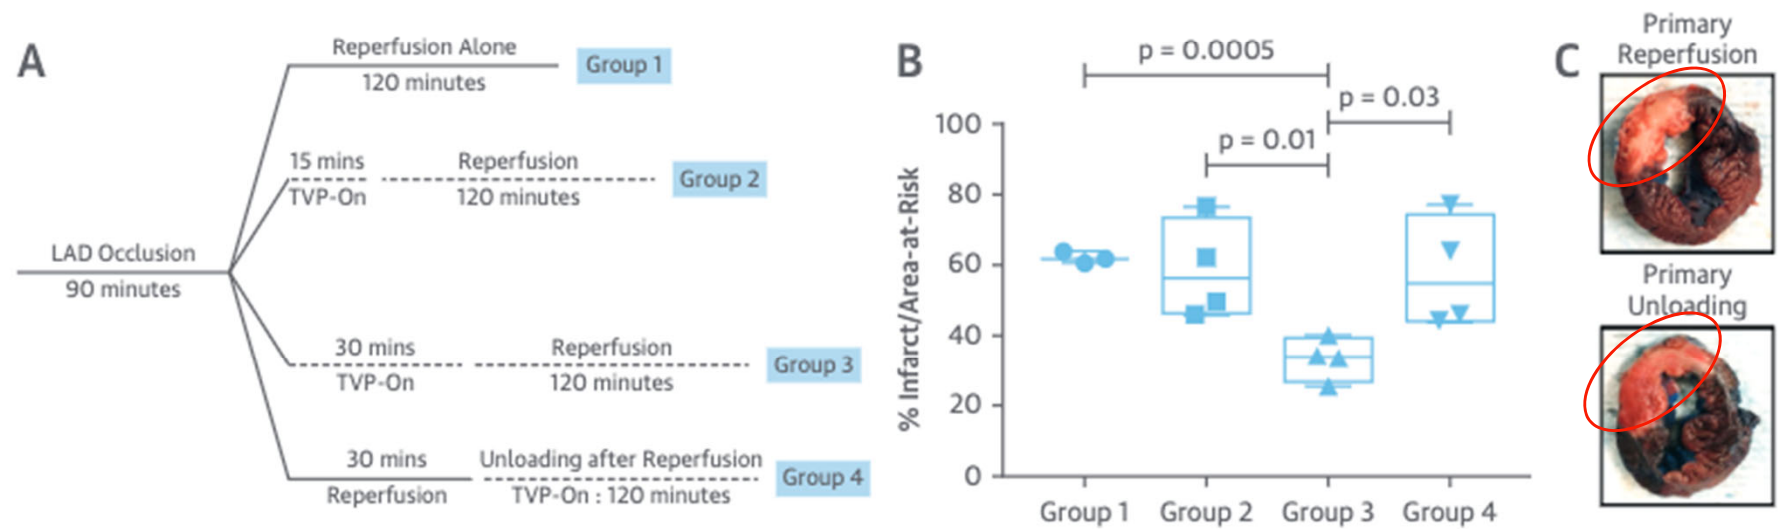 A
Reperfusion Alone
120 minutes
Group 1
15 mins
TVP-On
Reperfusion
120 minutes
Group 2
LAD Occlusion
90 minutes
30 mins
TVP-On
Reperfusion
120 minutes
Group 3
30 mins
Reperfusion
Unloading after Reperfusion
TVP-On : 120 minutes
Group 4
B
p = 0.0005
p = 0.03
p = 0.01
% Infarct/Area-at-Risk
100
80
60
40
20
0
Group 1
Group 2
Group 3
Group 4
C
Primary
Reperfusion
Primary
Unloading